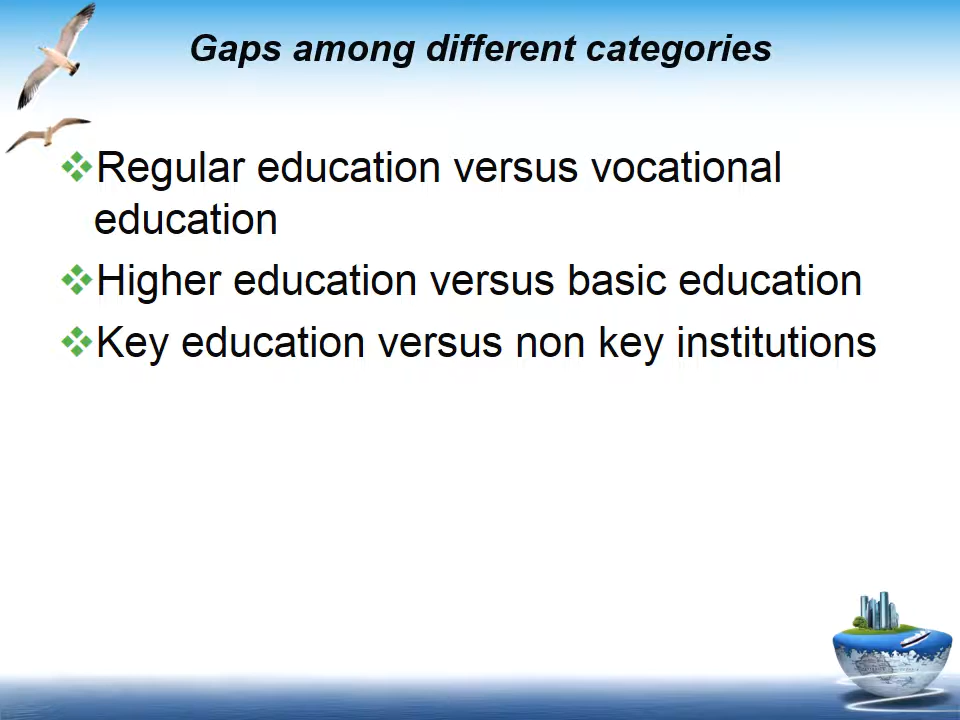 Gaps among different categories
Regular education versus vocational
education
Higher education versus basic education
Key education versus non key institutions